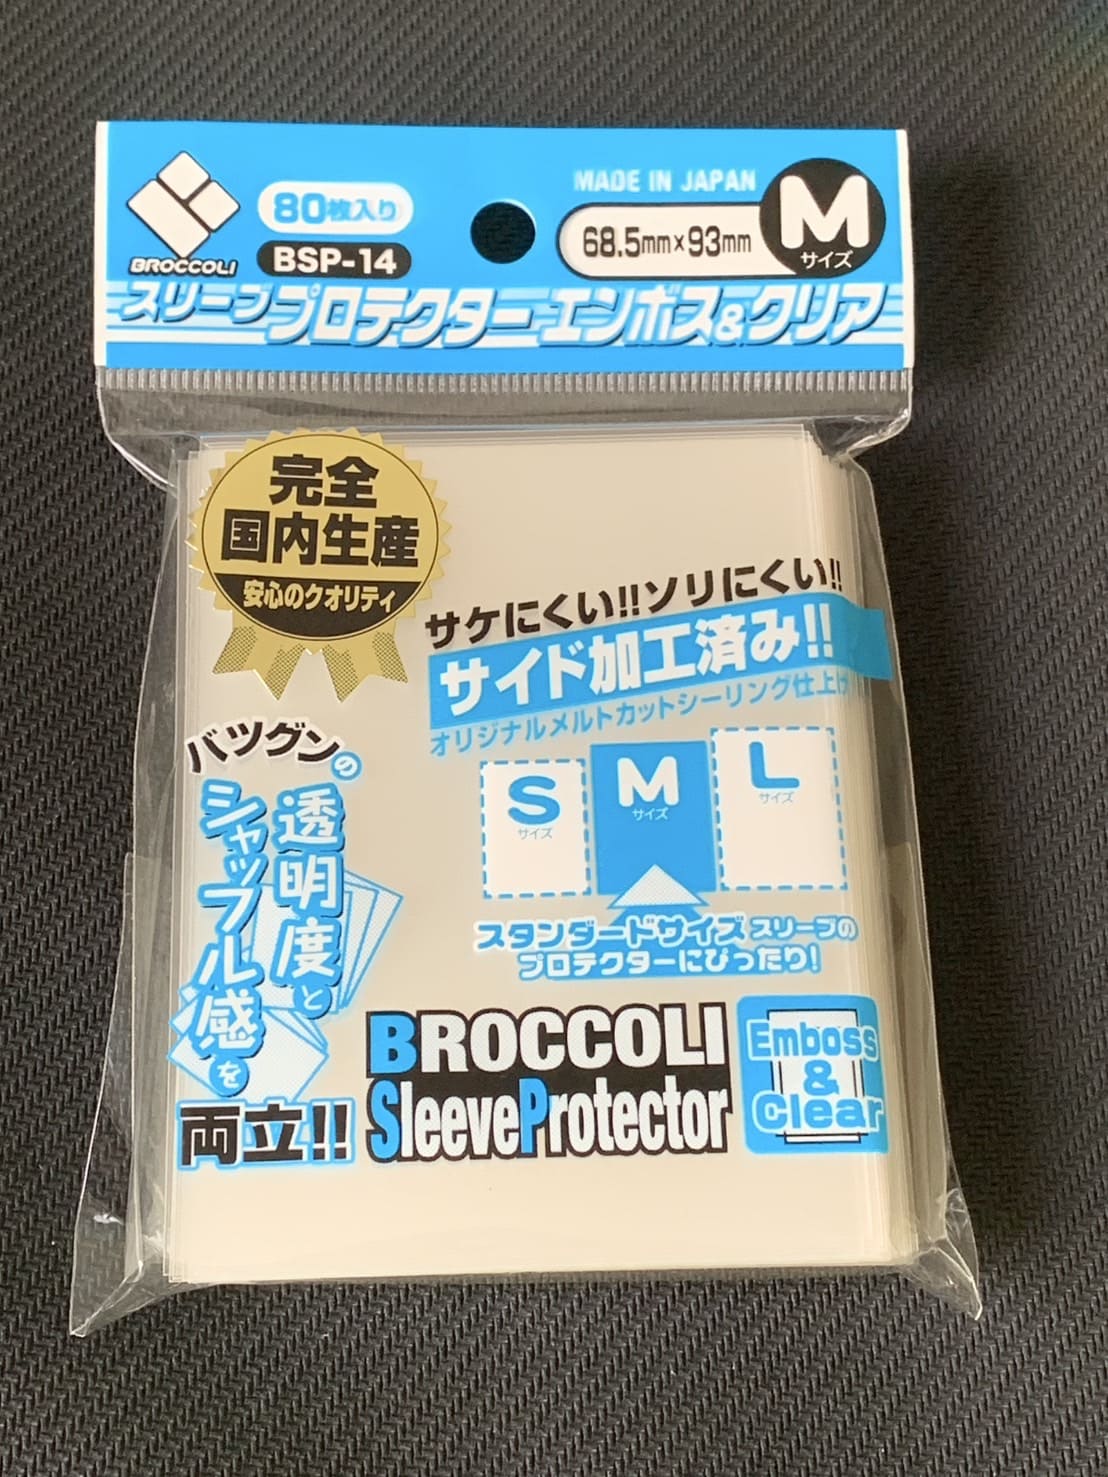 80枚入り
BSP-14
BROCCOLI
MADE IN JAPAN
68.5mm×93mm
M
サイズ
スリーブプロテクターエンボス&クリア
完全
国内生産
安心のクオリティ
サケにくい!!ソリにくい!!
サイド加工済み!!
オリジナルメルトカットシーリング仕上げ
バツグンの
透明度と
シャッフル感を
両立!!
S
サイズ
M
サイズ
L
サイズ
スタンダードサイズスリーブの
プロテクターにぴったり!
BROCCOLI
SleeveProtector
Emboss
&
Clear